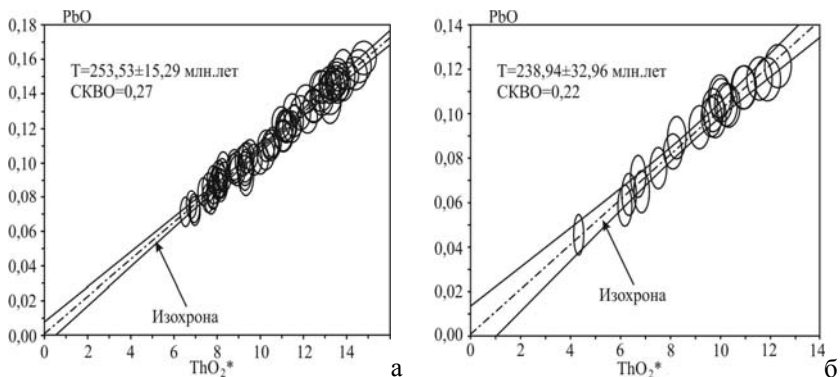 PbO
0,18
0,16
0,14
0,12
0,10
0,08
0,06
0,04
0,02
0,00
T=253,53±15,29 млн.лет
СКВО=0,27
Изохрона
0 2 4 6 8 10 12 14
ThO₂*
а
PbO
0,14
0,12
0,10
0,08
0,06
0,04
0,02
0,00
T=238,94±32,96 млн.лет
СКВО=0,22
Изохрона
0 2 4 6 8 10 12 14
ThO₂*
б